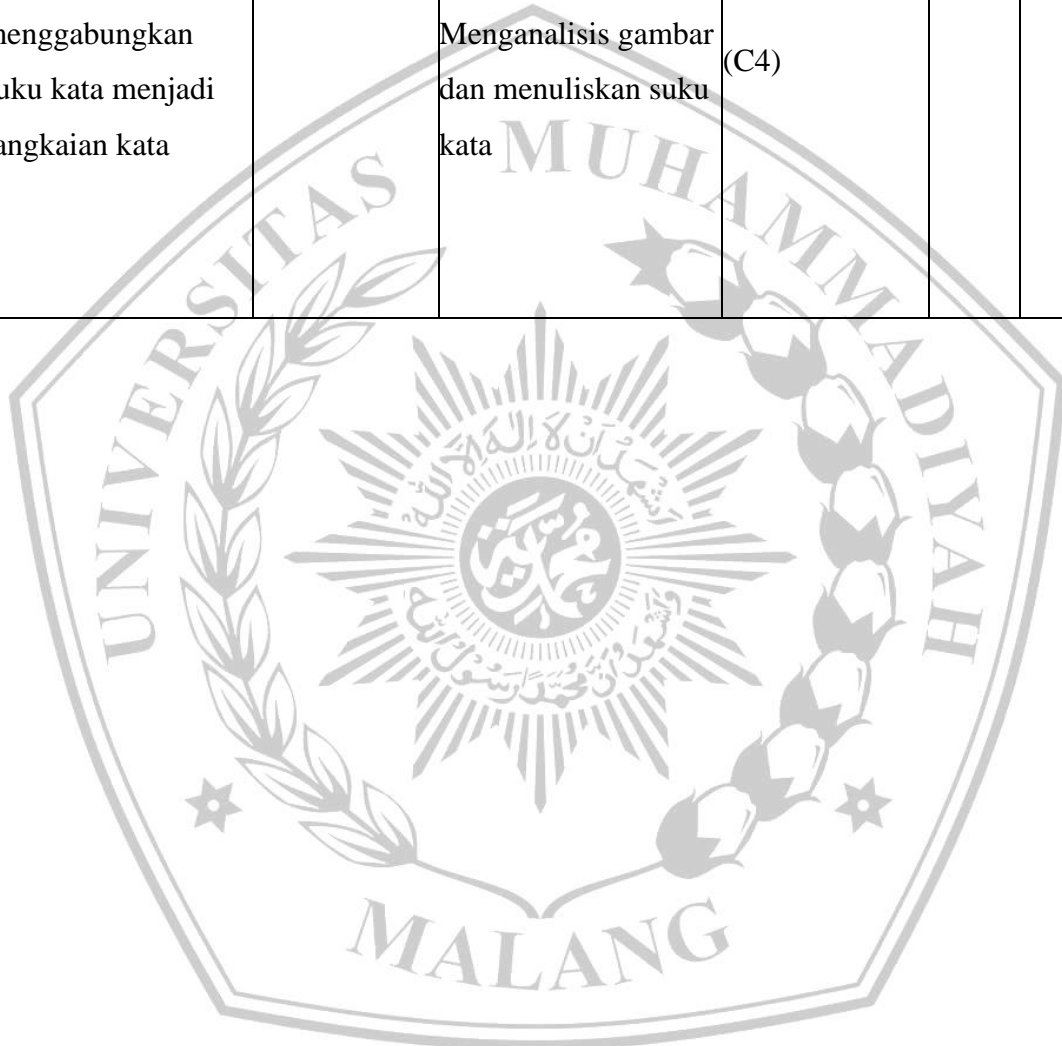 menggabungkan
suku kata menjadi
rangkaian kata
Menganalisis gambar
dan menuliskan suku
kata
(C4)
UNIVERSITAS MUHAMMADIYAH
MALANG